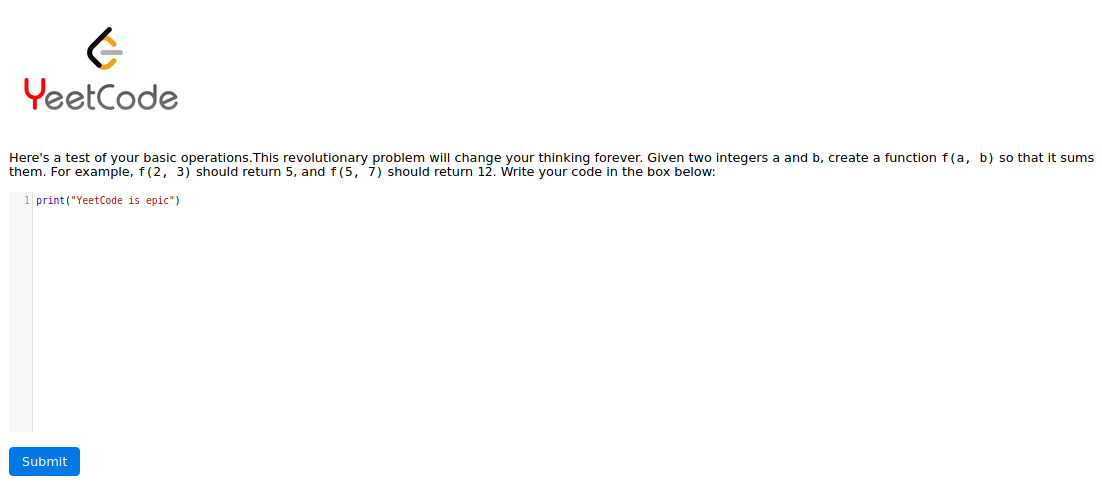 YeetCode
Here's a test of your basic operations.This revolutionary problem will change your thinking forever. Given two integers a and b, create a function f(a, b) so that it sums
them. For example, f(2, 3) should return 5, and f(5, 7) should return 12. Write your code in the box below:
1 print("YeetCode is epic")
Submit